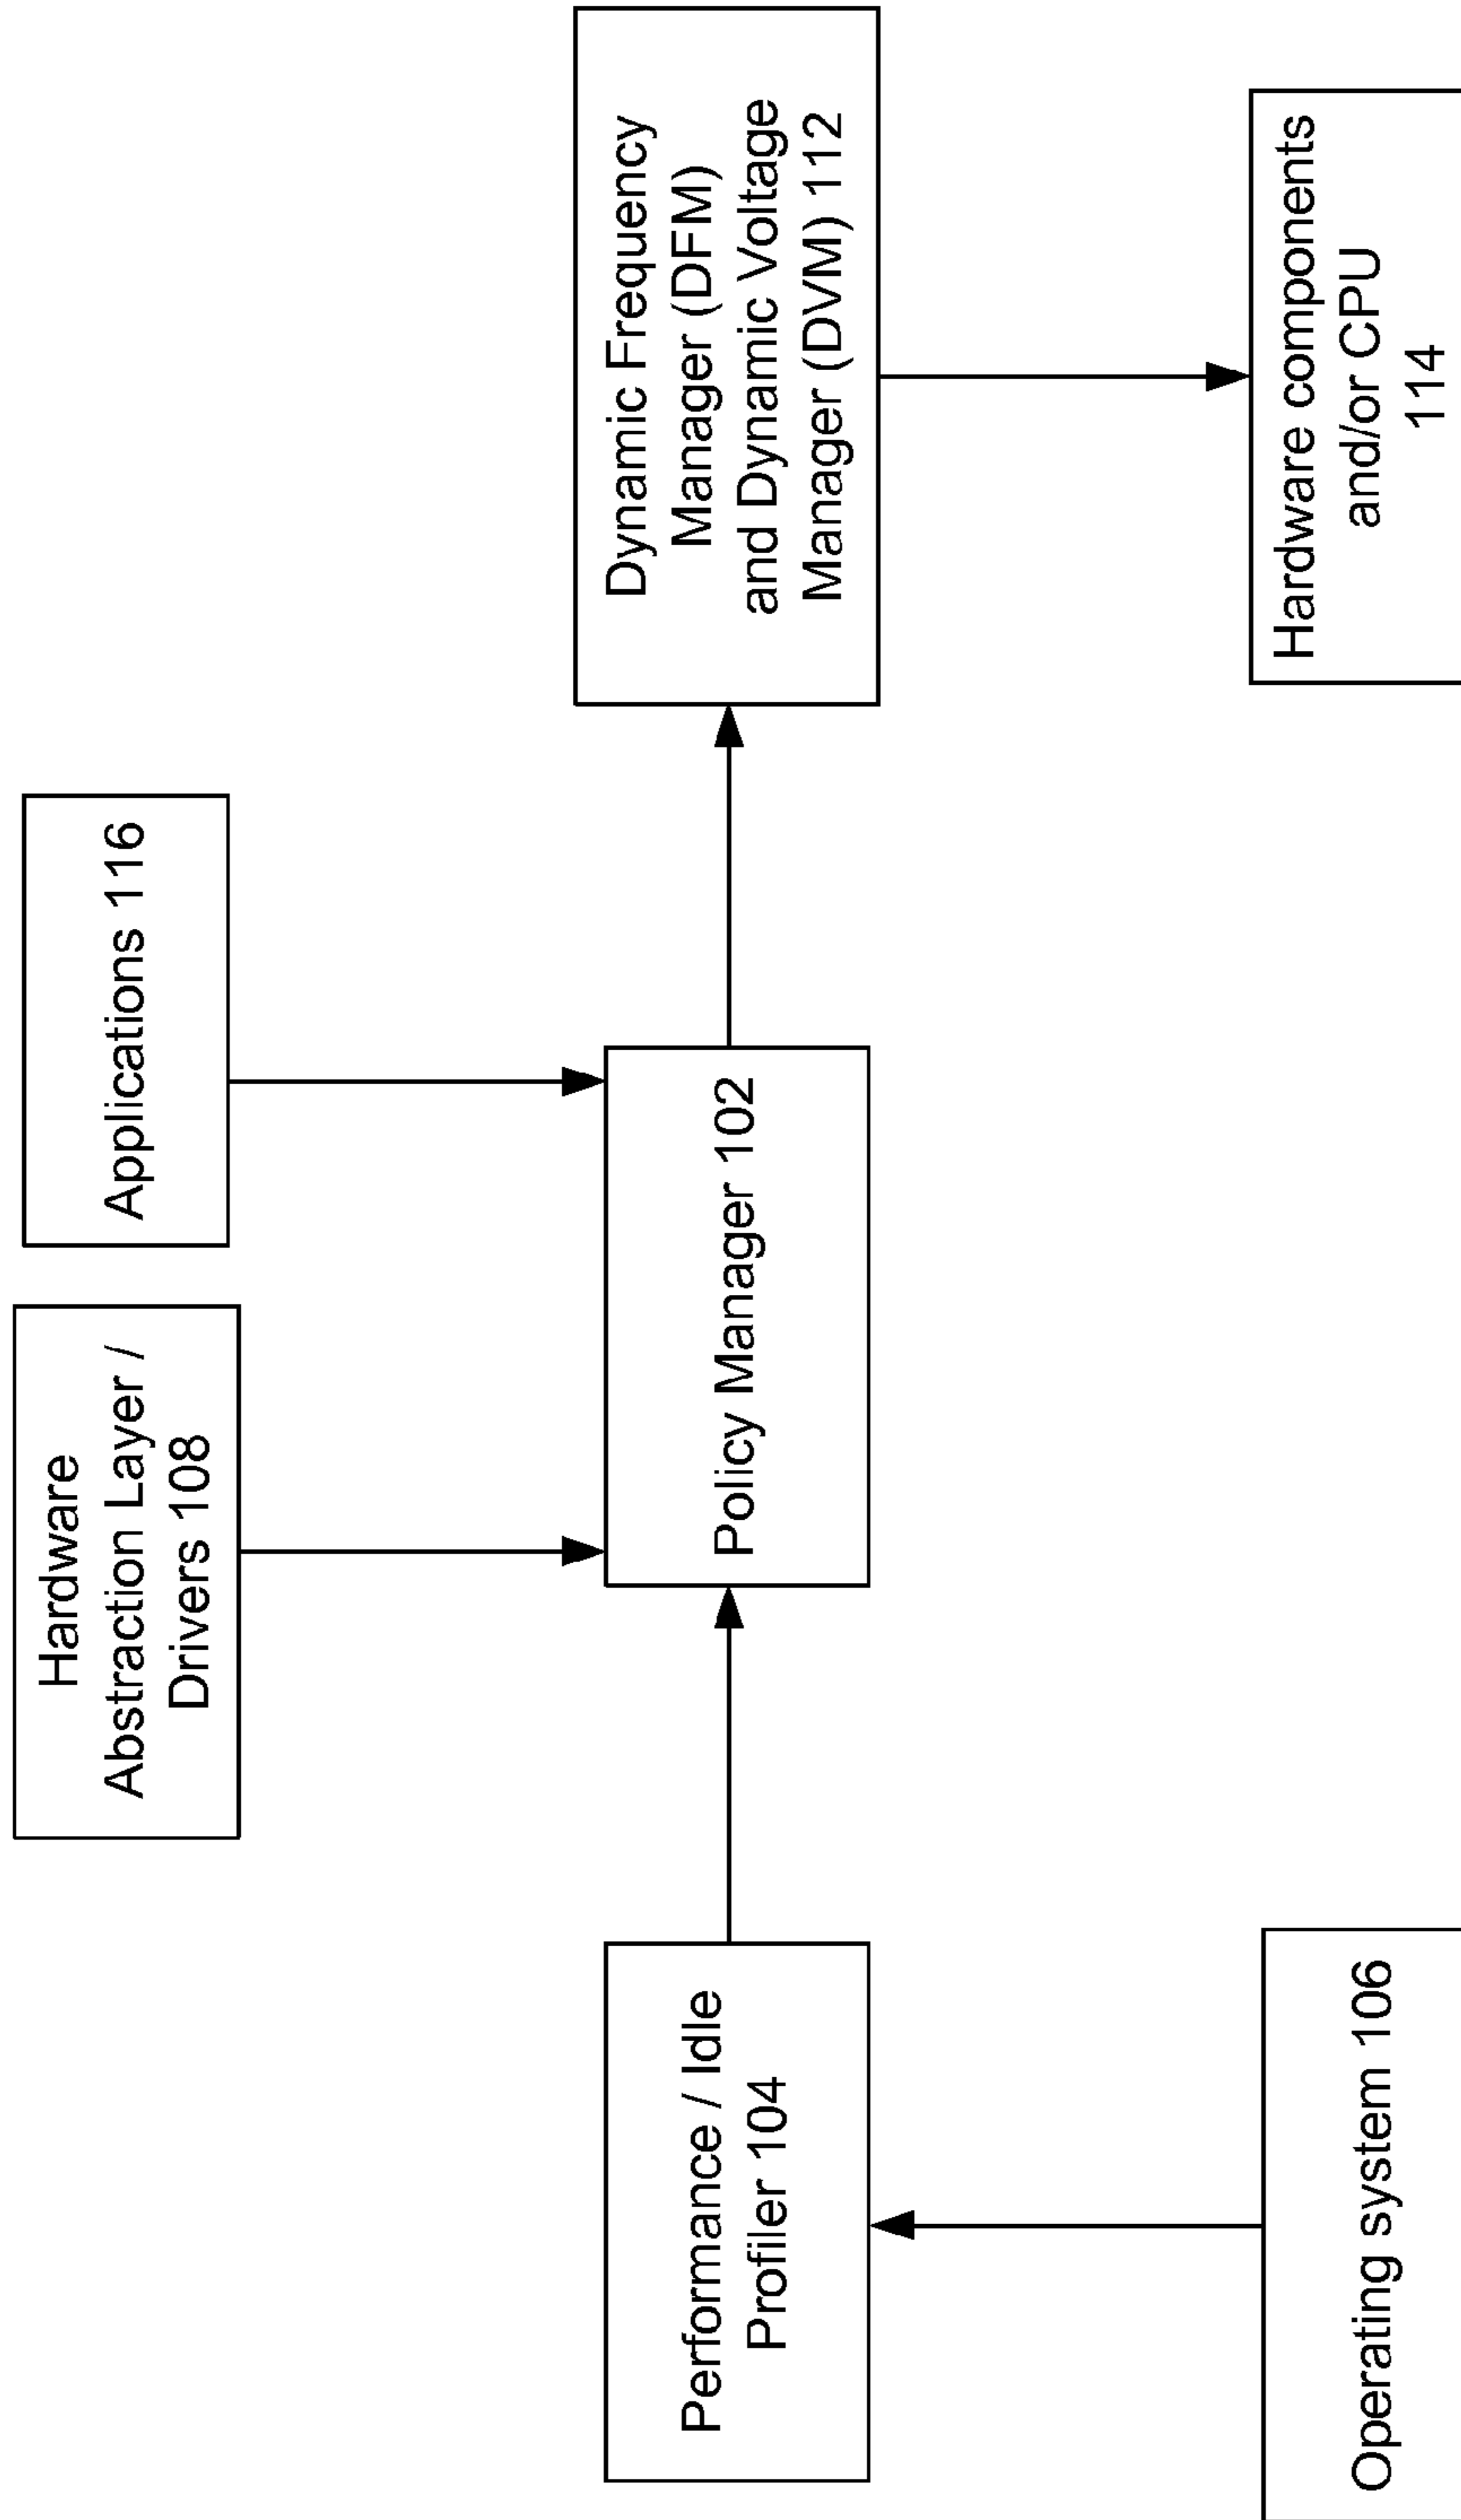 Hardware
Abstraction Layer /
Drivers 108
Applications 116
Performance / Idle
Profiler 104
Policy Manager 102
Dynamic Frequency
Manager (DFM)
and Dynamic Voltage
Manager (DVM) 112
Operating system 106
Hardware components
and/or CPU
114